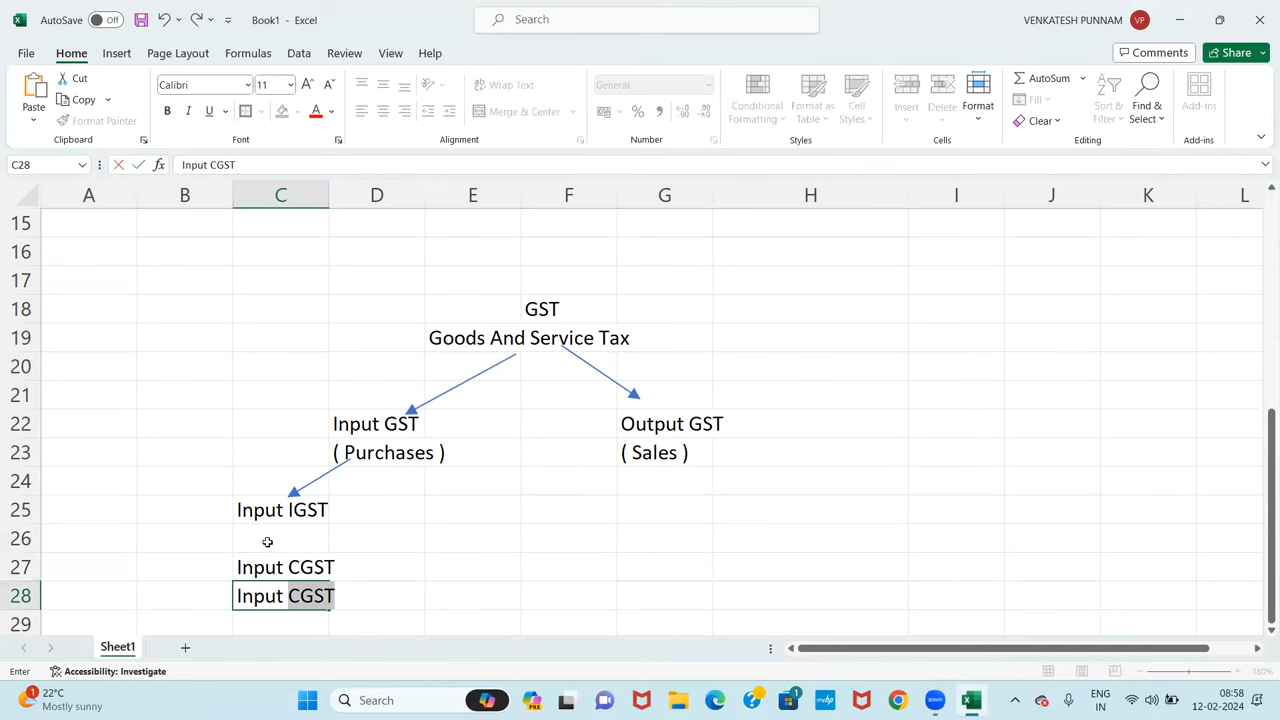 AutoSave Off Book1 - Excel Search VENKATESH PUNNAM VP
File Home Insert Page Layout Formulas Data Review View Help Comments Share
Paste Cut Copy Format Painter Clipboard
Calibri 11 B I U A Font
Wrap Text Merge & Center Alignment
General % Number
Conditional Formatting Format as Table Cell Styles Styles
Insert Delete Format Cells
AutoSum Fill Clear Sort & Filter Find & Select Editing
Add-ins Add-ins
C28 fx Input CGST
A B C D E F G H I J K L
15
16
17
18 GST
19 Goods And Service Tax
20
21
22 Input GST Output GST
23 ( Purchases ) ( Sales )
24
25 Input IGST
26
27 Input CGST
28 Input CGST
29
Sheet1
Enter Accessibility: Investigate 180%
1 22°C Mostly sunny Search zoom 1 ENG IN 08:58 12-02-2024